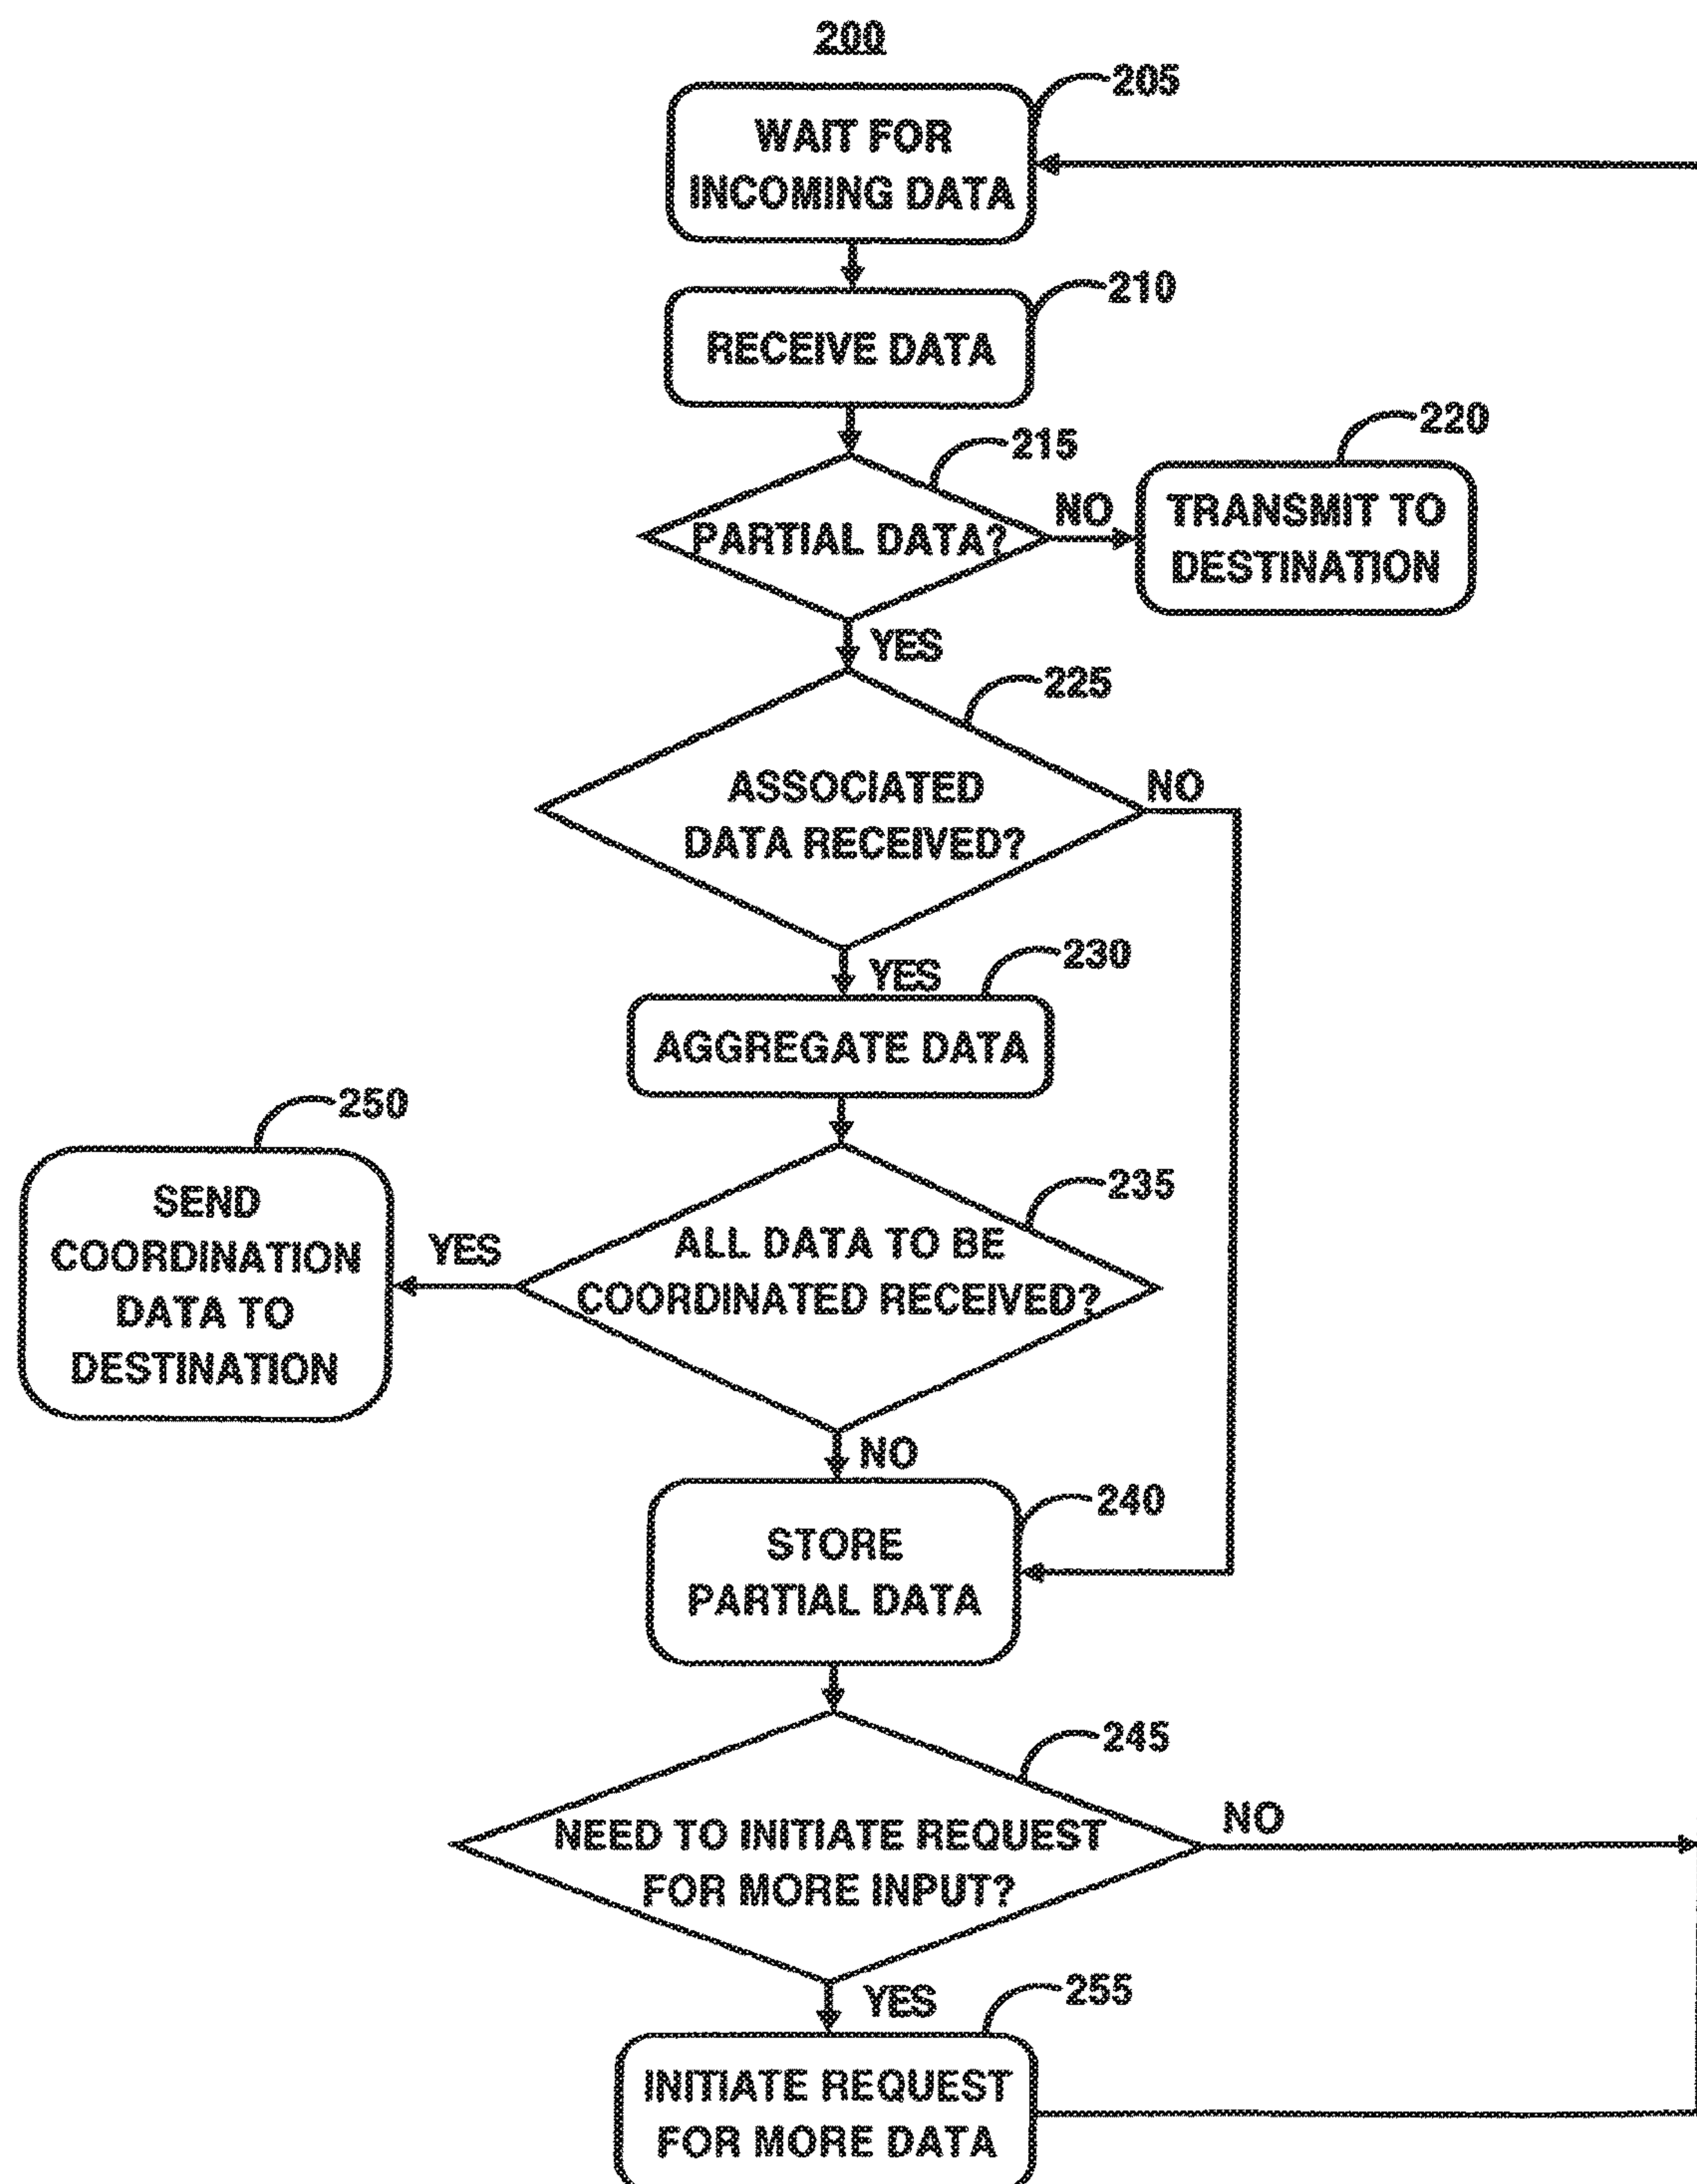 200
205
WAIT FOR
INCOMING DATA
210
RECEIVE DATA
215
PARTIAL DATA?
NO
220
TRANSMIT TO
DESTINATION
YES
225
ASSOCIATED
DATA RECEIVED?
NO
YES
230
AGGREGATE DATA
250
SEND
COORDINATION
DATA TO
DESTINATION
YES
235
ALL DATA TO BE
COORDINATED RECEIVED?
NO
240
STORE
PARTIAL DATA
245
NEED TO INITIATE REQUEST
FOR MORE INPUT?
NO
YES
255
INITIATE REQUEST
FOR MORE DATA